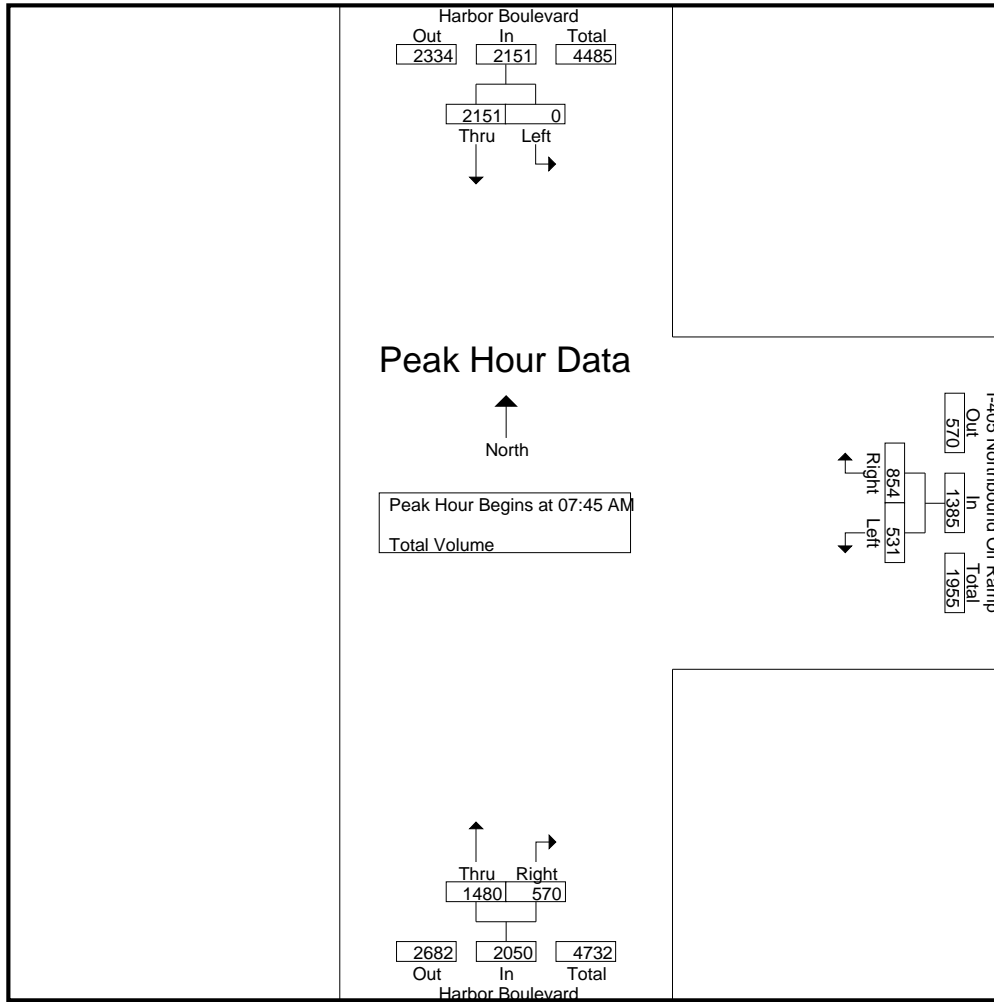 Harbor Boulevard
Out In Total
2334 2151 4485
2151 0
Thru Left
Peak Hour Data
North
Peak Hour Begins at 07:45 AM
Total Volume
Out In Total
570 1385 1955
854 531
Right Left
Thru Right
1480 570
2682 2050 4732
Out In Total
Harbor Boulevard